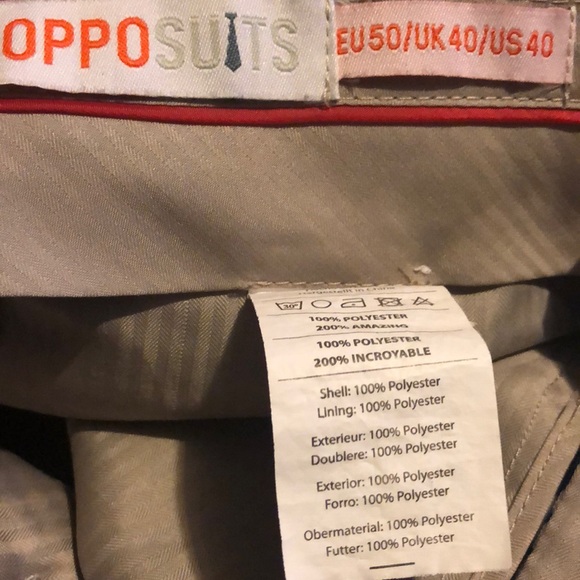 OPPOSUITS
EU50/UK40/US40
30°
100% POLYESTER
200% AMAZING
100% POLYESTER
200% INCROYABLE
Shell: 100% Polyester
Lining: 100% Polyester
Exterieur: 100% Polyester
Doublere: 100% Polyester
Exterior: 100% Polyester
Forro: 100% Polyester
Obermaterial: 100% Polyester
Futter: 100% Polyester